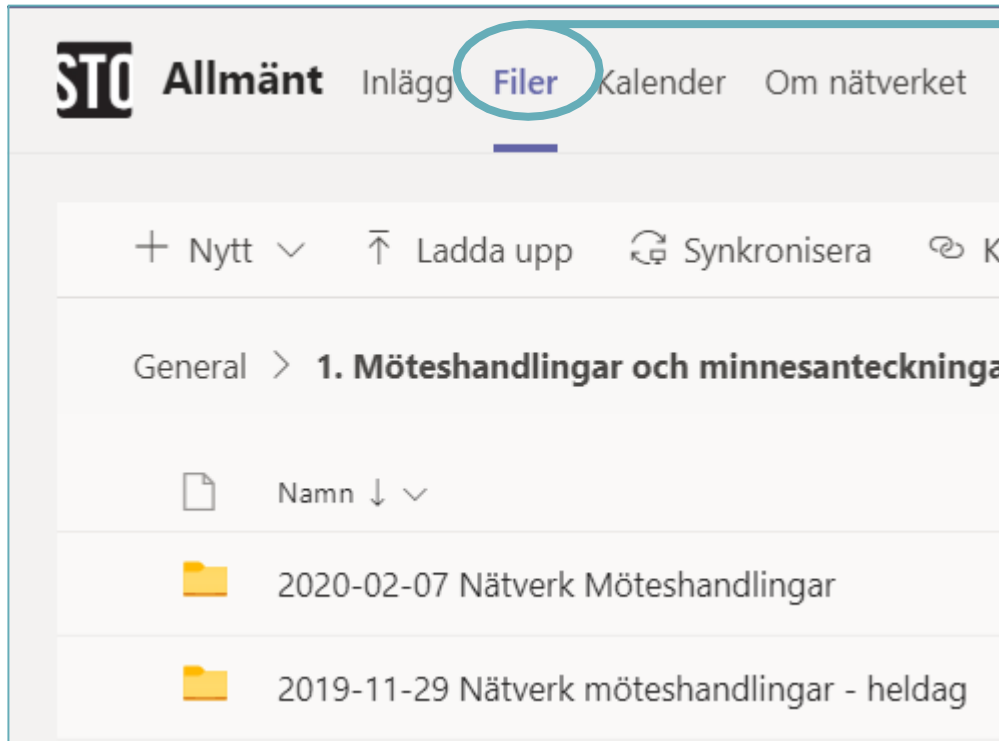 STO Allmänt Inlägg Filer Kalender Om nätverket
+ Nytt Ladda upp Synkronisera K
General > 1. Möteshandlingar och minnesanteckninga
Namn ↓
2020-02-07 Nätverk Möteshandlingar
2019-11-29 Nätverk möteshandlingar - heldag